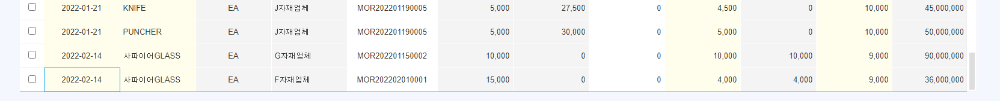 2022-01-21 KNIFE EA J자재업체 MOR202201190005 5,000 27,500 0 4,500 0 10,000 45,000,000
2022-01-21 PUNCHER EA J자재업체 MOR202201190005 5,000 30,000 0 5,000 0 10,000 50,000,000
2022-02-14 사파이어GLASS EA G자재업체 MOR202201150002 10,000 0 0 10,000 10,000 9,000 90,000,000
2022-02-14 사파이어GLASS EA F자재업체 MOR202202010001 15,000 0 0 4,000 4,000 9,000 36,000,000